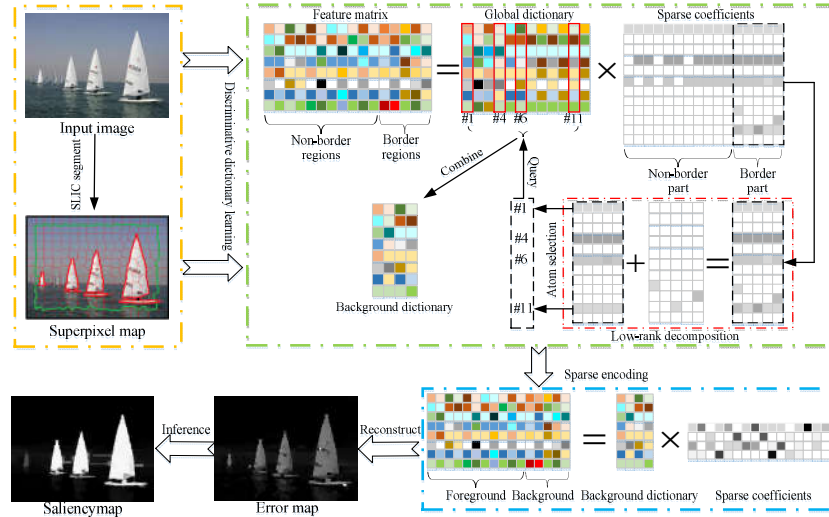 Feature matrix
Global dictionary
Sparse coefficients
Input image
SLIC segment
Superpixel map
Discriminative dictionary
learning
=
×
#1
#4
#6
#11
Non-border
regions
Border
regions
Non-border
part
Border
part
Combine
Query
Background dictionary
#1
#4
#6
#11
Atom selection
+
=
Low-rank decomposition
Sparse encoding
Inference
Reconstruct
Saliencymap
Error map
=
×
Foreground
Background
Background dictionary
Sparse coefficients